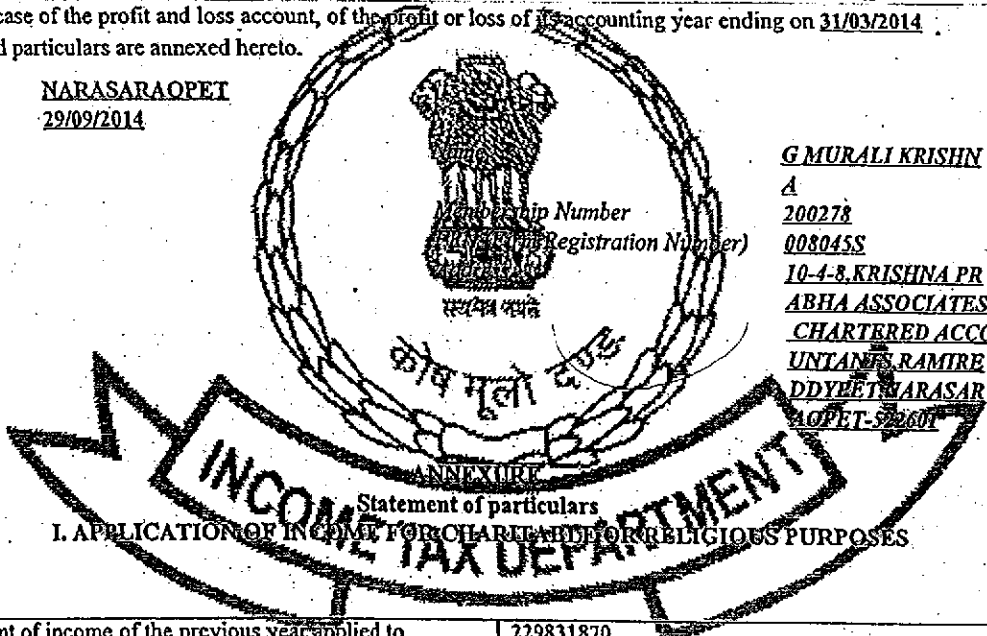 case of the profit and loss account, of the profit or loss of its accounting year ending on 31/03/2014 .
d particulars are annexed hereto.
NARASARAOPET
29/09/2014
Name
Membership Number
Registration Number)
Address
G MURALI KRISHN
A
200278
008045S
10-4-8,KRISHNA PR
ABHA ASSOCIATES
CHARTERED ACCO
UNTANTS,RAMIRE
DDYPET,NARASAR
AOPET-522601
सत्यमेव जयते
कोष मूलो दण्डः
INCOME TAX DEPARTMENT
ANNEXURE
Statement of particulars
I. APPLICATION OF INCOME FOR CHARITABLE OR RELIGIOUS PURPOSES
nt of income of the previous year applied to
229831870